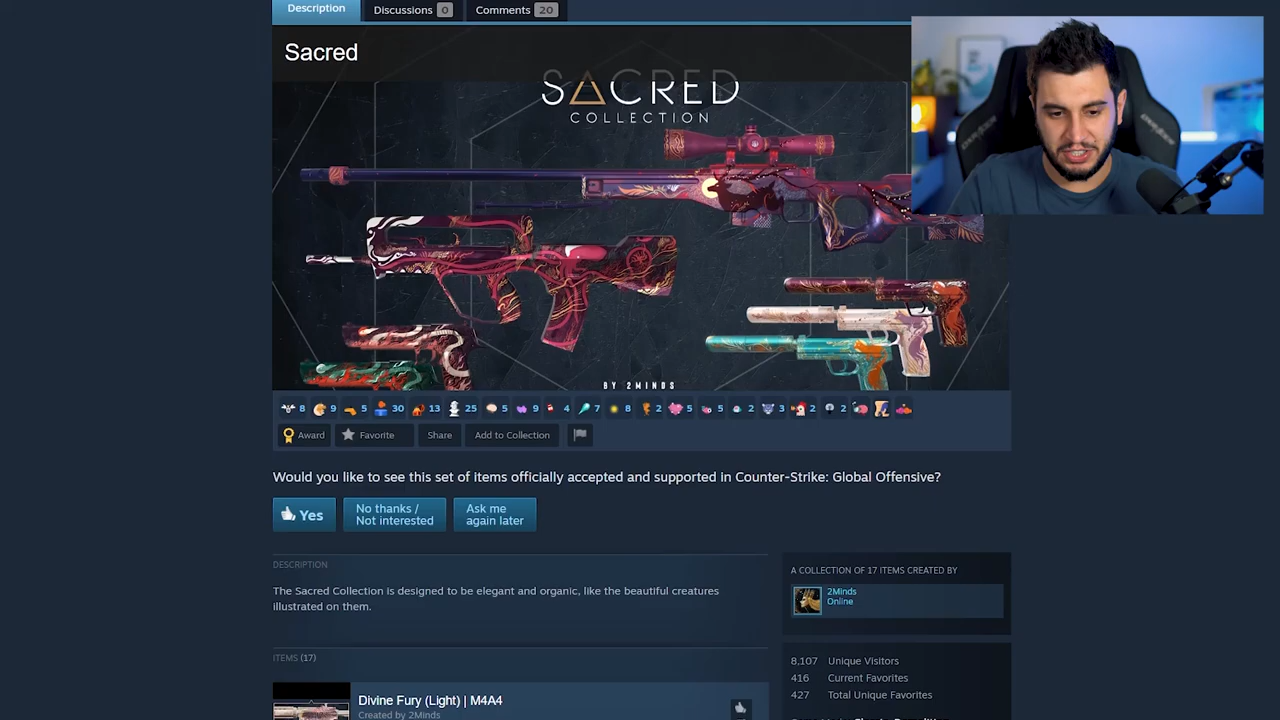 Description
Discussions 0
Comments 20
Sacred
SACRED
COLLECTION
BY 2MINDS
8 9 5 30 13 25 5 9 4 7 8 2 5 5 2 3 2 2
Award
Favorite
Share
Add to Collection
Would you like to see this set of items officially accepted and supported in Counter-Strike: Global Offensive?
Yes
No thanks /
Not interested
Ask me
again later
DESCRIPTION
The Sacred Collection is designed to be elegant and organic, like the beautiful creatures
illustrated on them.
ITEMS (17)
Divine Fury (Light) | M4A4
Created by 2Minds
A COLLECTION OF 17 ITEMS CREATED BY
2Minds
Online
8,107 Unique Visitors
416 Current Favorites
427 Total Unique Favorites